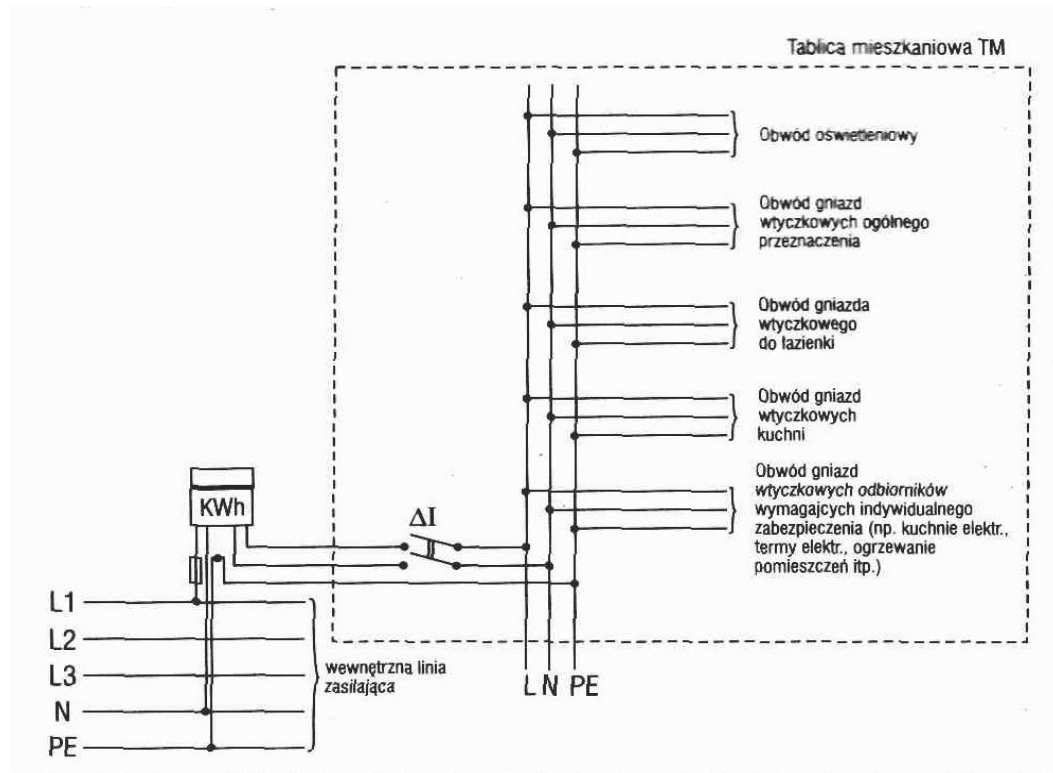 Tablica mieszkaniowa TM
Obwód oświetleniowy
Obwód gniazd
wtyczkowych ogólnego
przeznaczenia
Obwód gniazda
wtyczkowego
do łazienki
Obwód gniazd
wtyczkowych
kuchni
Obwód gniazd
wtyczkowych odbiorników
wymagajcych indywidualnego
zabezpieczenia (np. kuchnie elektr.,
termy elektr., ogrzewanie
pomieszczeń itp.)
KWh
ΔI
L1
L2
L3
N
PE
wewnętrzna linia
zasilająca
L N PE